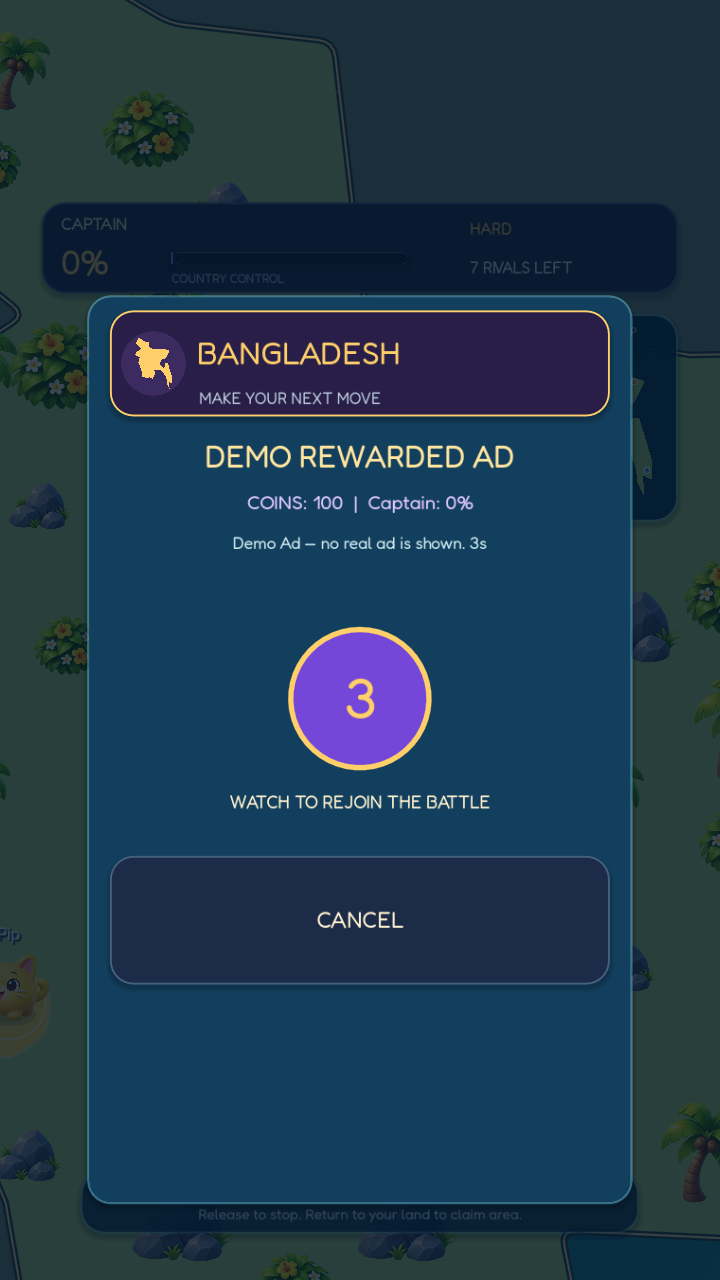 CAPTAIN
HARD
0%
7 RIVALS LEFT
COUNTRY CONTROL
BANGLADESH
MAKE YOUR NEXT MOVE
DEMO REWARDED AD
COINS: 100 | Captain: 0%
Demo Ad – no real ad is shown. 3s
3
WATCH TO REJOIN THE BATTLE
CANCEL
Pip
Release to stop. Return to your land to claim area.